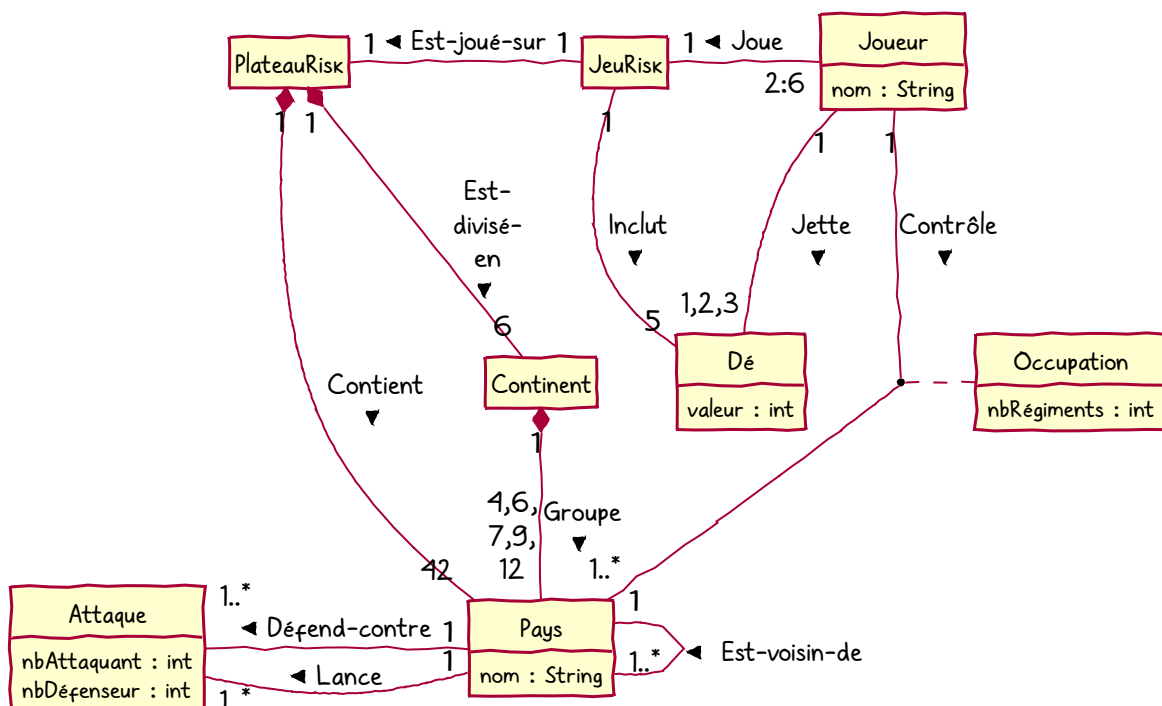 PlateauRisk
1 Est-joué-sur 1
JeuRisk
1 Joue
2:6
Joueur
nom : String
1
1
1
1
1
Est-
divisé-
en
6
Inclut
5
Jette
1,2,3
Contrôle
Contient
42
Continent
1
Dé
valeur : int
Occupation
nbRégiments : int
4,6,
7,9,
12
Groupe
1..*
Attaque
nbAttaquant : int
nbDéfenseur : int
1..*
Défend-contre 1
1
Lance
1 *
Pays
nom : String
1
1..*
Est-voisin-de